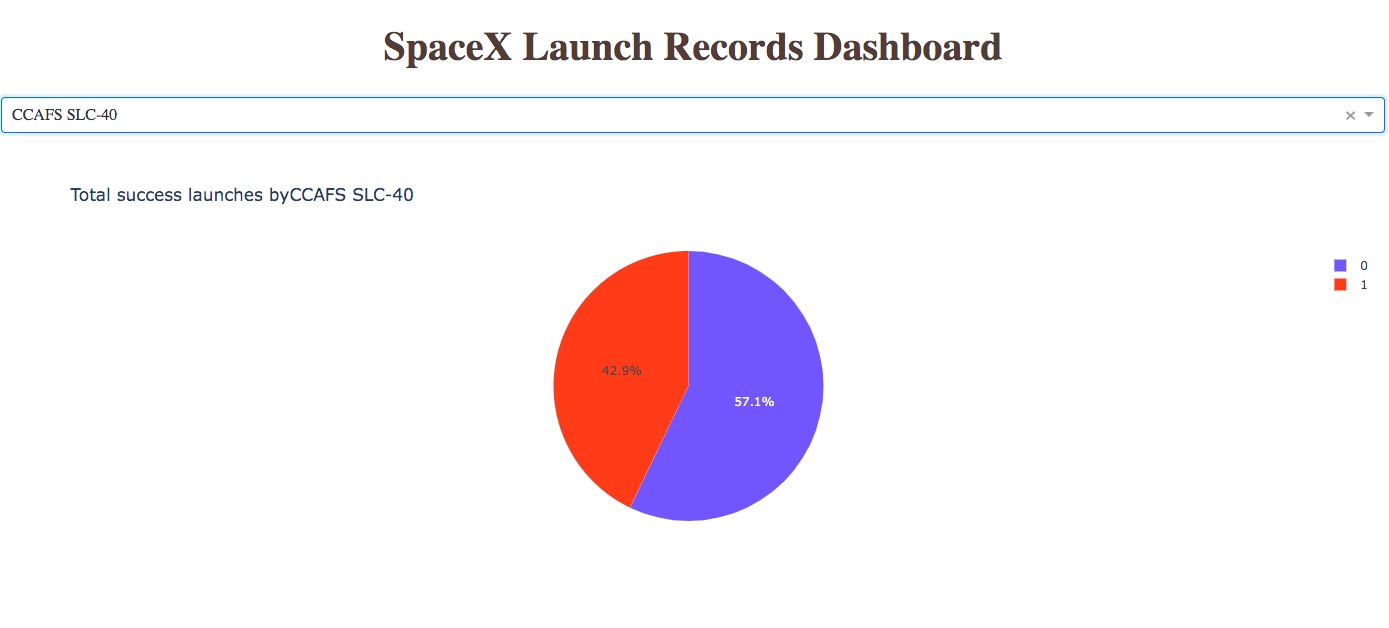 SpaceX Launch Records Dashboard
CCAFS SLC-40
Total success launches byCCAFS SLC-40
0
1
42.9%
57.1%